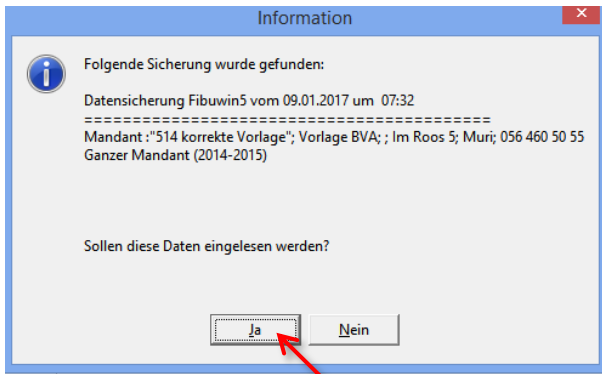 Information
Folgende Sicherung wurde gefunden:
Datensicherung Fibuwin5 vom 09.01.2017 um 07:32
==========================================
Mandant :"514 korrekte Vorlage"; Vorlage BVA; ; Im Roos 5; Muri; 056 460 50 55
Ganzer Mandant (2014-2015)
Sollen diese Daten eingelesen werden?
Ja
Nein